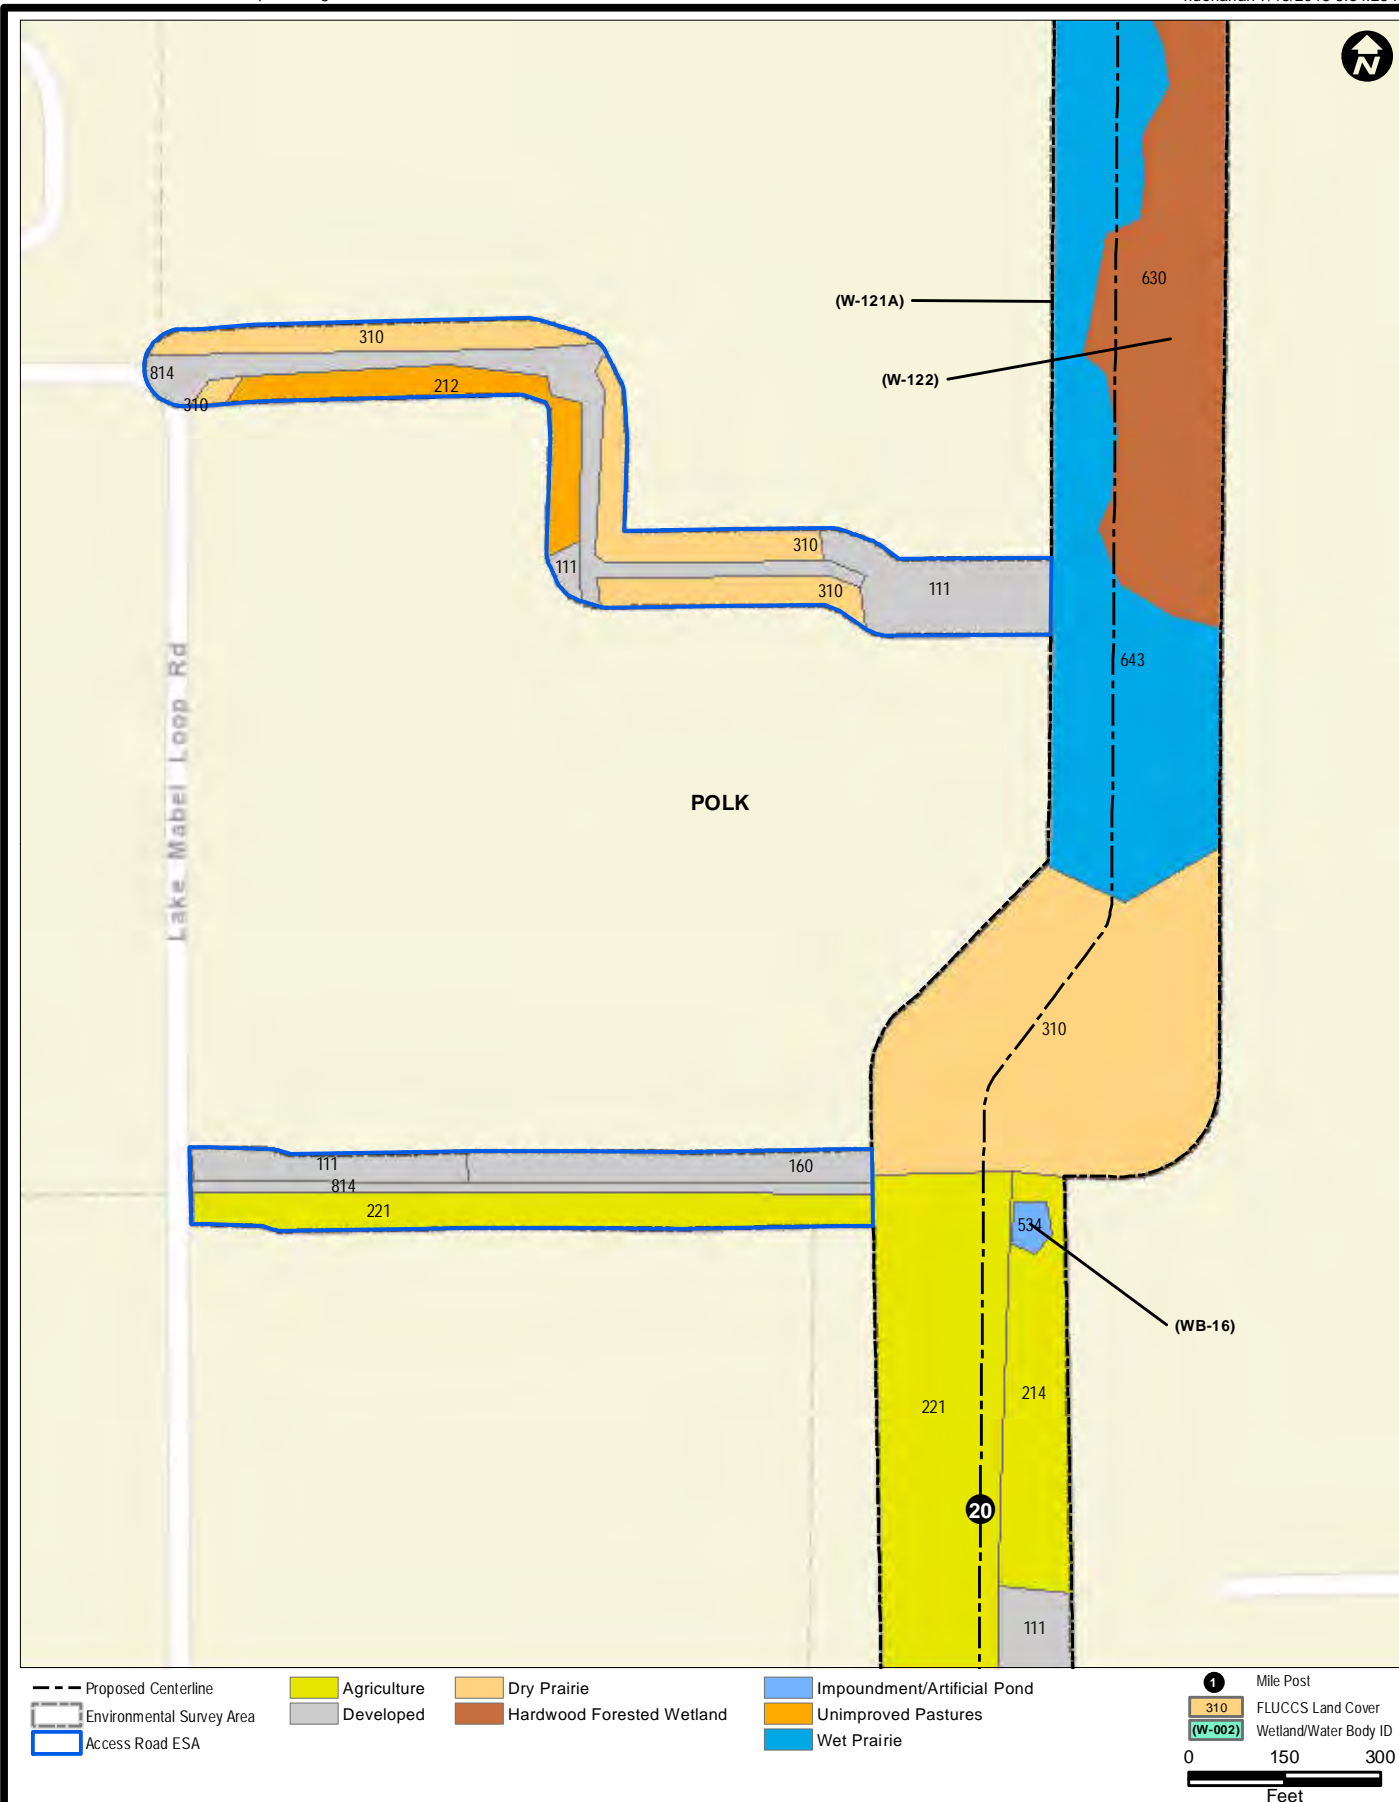 N
630
(W-121A)
310
814
(W-122)
212
310
310
111
310
111
643
Lake Mabel Loop Rd
POLK
310
111
160
814
221
534
(WB-16)
214
221
20
111
Proposed Centerline
Environmental Survey Area
Access Road ESA
Agriculture
Developed
Dry Prairie
Hardwood Forested Wetland
Impoundment/Artificial Pond
Unimproved Pastures
Wet Prairie
1 Mile Post
310 FLUCCS Land Cover
(W-002) Wetland/Water Body ID
0 150 300
Feet